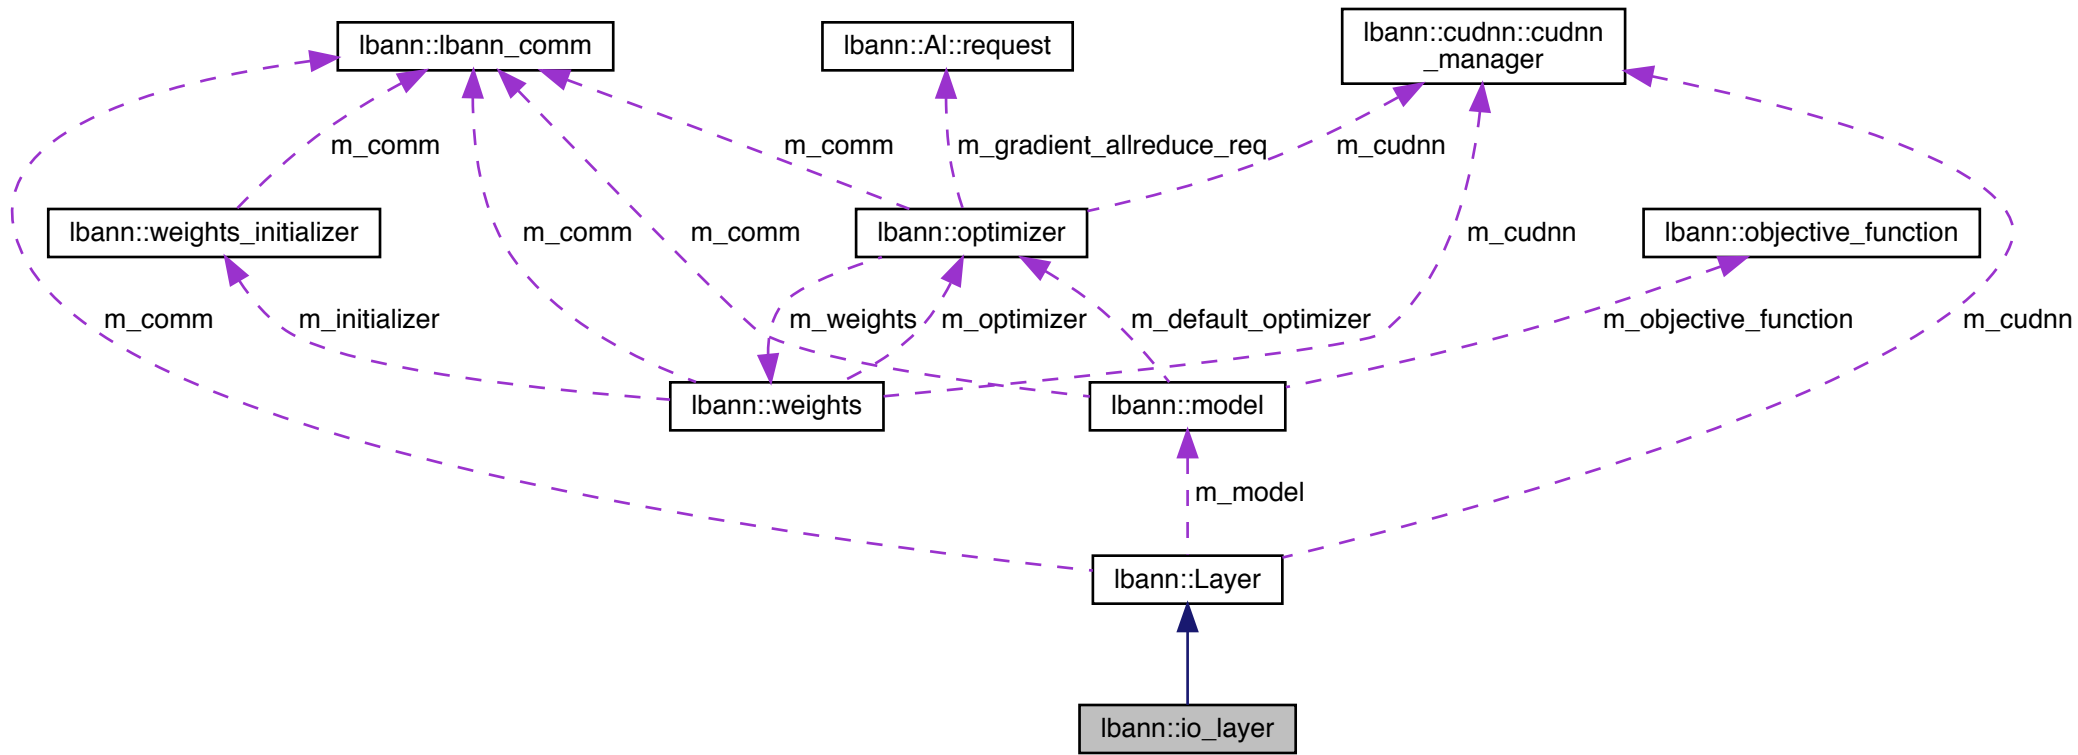 lbann::lbann_comm
lbann::Al::request
lbann::cudnn::cudnn
_manager
m_comm
m_comm
m_gradient_allreduce_req
m_cudnn
lbann::weights_initializer
m_comm
m_comm
lbann::optimizer
m_cudnn
lbann::objective_function
m_comm
m_initializer
m_weights
m_optimizer
m_default_optimizer
m_objective_function
m_cudnn
lbann::weights
lbann::model
m_model
lbann::Layer
lbann::io_layer